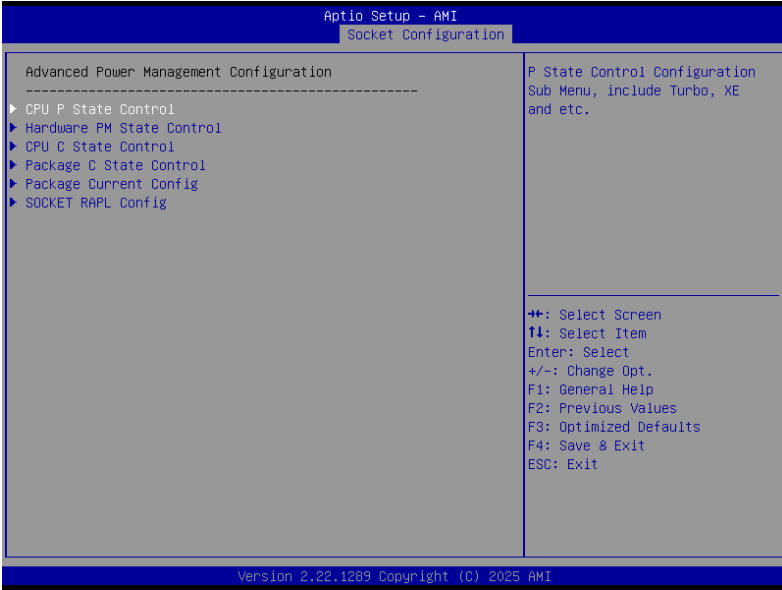 Aptio Setup - AMI
Socket Configuration
Advanced Power Management Configuration
--------------------------------------------------
CPU P State Control
Hardware PM State Control
CPU C State Control
Package C State Control
Package Current Config
SOCKET RAPL Config
P State Control Configuration
Sub Menu, include Turbo, XE
and etc.
→←: Select Screen
↑↓: Select Item
Enter: Select
+/-: Change Opt.
F1: General Help
F2: Previous Values
F3: Optimized Defaults
F4: Save & Exit
ESC: Exit
Version 2.22.1289 Copyright (C) 2025 AMI